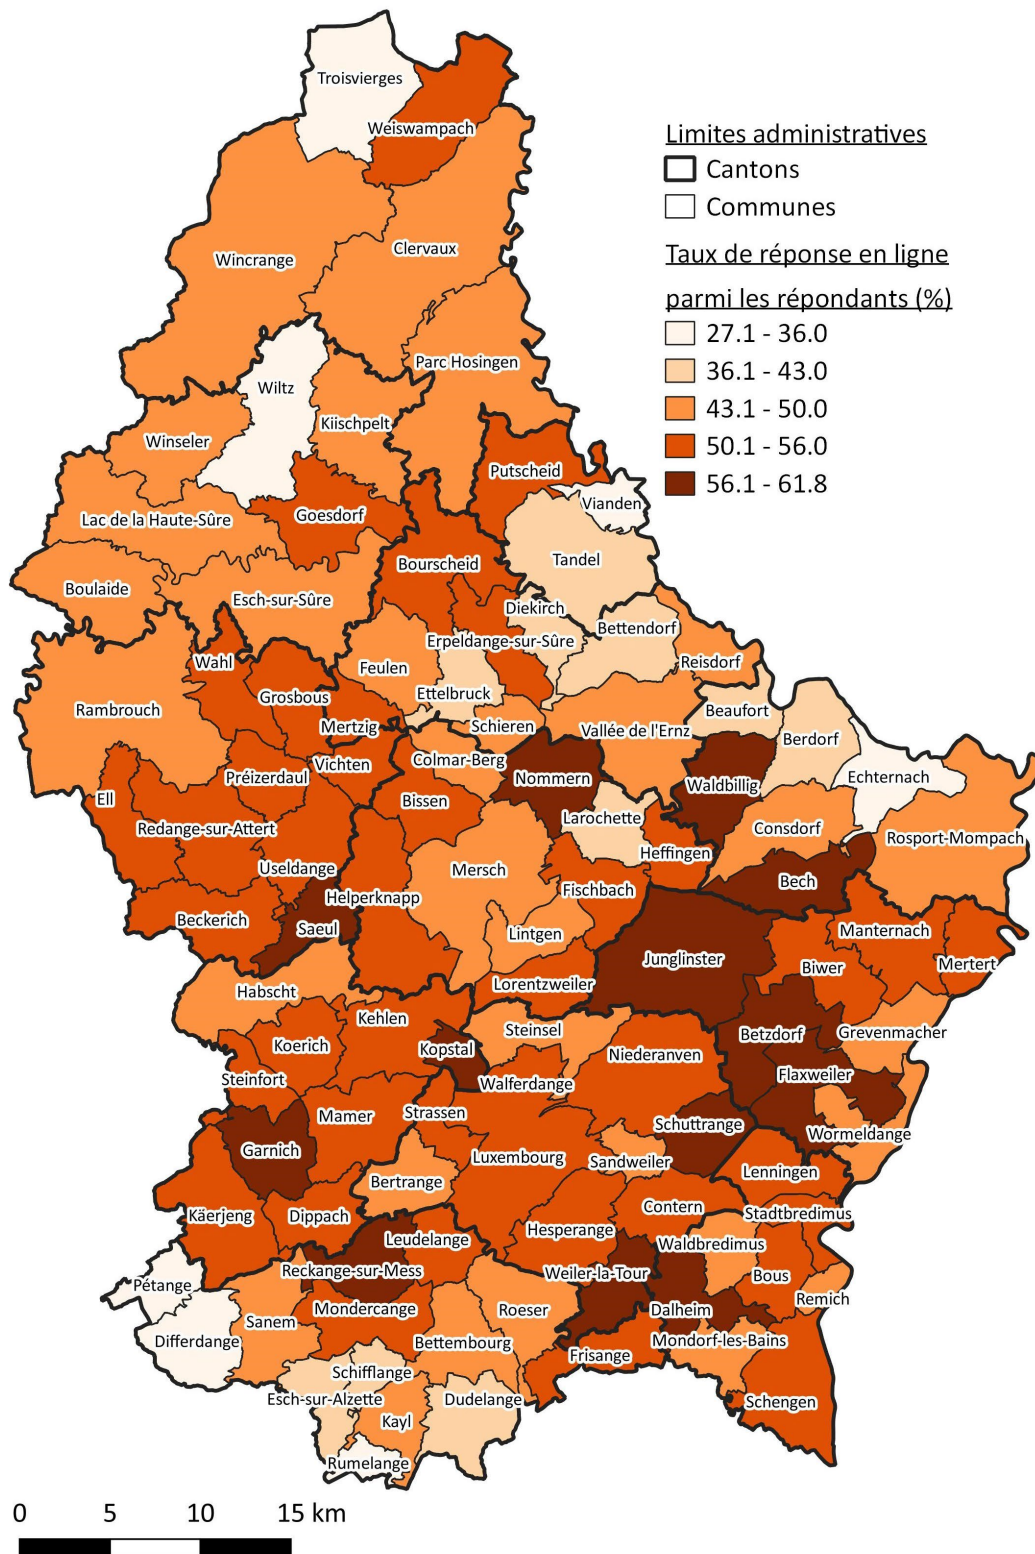 Troisvierges
Weiswampach
Limites administratives
Cantons
Communes
Taux de réponse en ligne
parmi les répondants (%)
27.1 - 36.0
36.1 - 43.0
43.1 - 50.0
50.1 - 56.0
56.1 - 61.8
Clervaux
Wincrange
Parc Hosingen
Wiltz
Kiischpelt
Winseler
Putscheid
Vianden
Goesdorf
Lac de la Haute-Sûre
Tandel
Bourscheid
Boulaide
Esch-sur-Sûre
Diekirch
Bettendorf
Erpeldange-sur-Sûre
Wahl
Feulen
Reisdorf
Grosbous
Ettelbruck
Rambrouch
Beaufort
Mertzig
Schieren
Vallée de l'Ernz
Berdorf
Colmar-Berg
Vichten
Préizerdaul
Nommern
Echternach
Waldbillig
Ell
Bissen
Larochette
Redange-sur-Attert
Consdorf
Rosport-Mompach
Heffingen
Useldange
Mersch
Bech
Fischbach
Helperknapp
Beckerich
Saeul
Lintgen
Manternach
Junglinster
Mertert
Biwer
Lorentzweiler
Habscht
Kehlen
Steinsel
Betzdorf
Grevenmacher
Koerich
Kopstal
Niederanven
Flaxweiler
Steinfort
Walferdange
Mamer
Strassen
Schuttrange
Wormeldange
Garnich
Luxembourg
Sandweiler
Lenningen
Bertrange
Contern
Stadtbredimus
Käerjeng
Dippach
Hesperange
Leudelange
Waldbredimus
Reckange-sur-Mess
Weiler-la-Tour
Bous
Pétange
Remich
Mondercange
Roeser
Dalheim
Sanem
Differdange
Bettembourg
Mondorf-les-Bains
Frisange
Schifflange
Esch-sur-Alzette
Dudelange
Schengen
Kayl
Rumelange
0 5 10 15 km